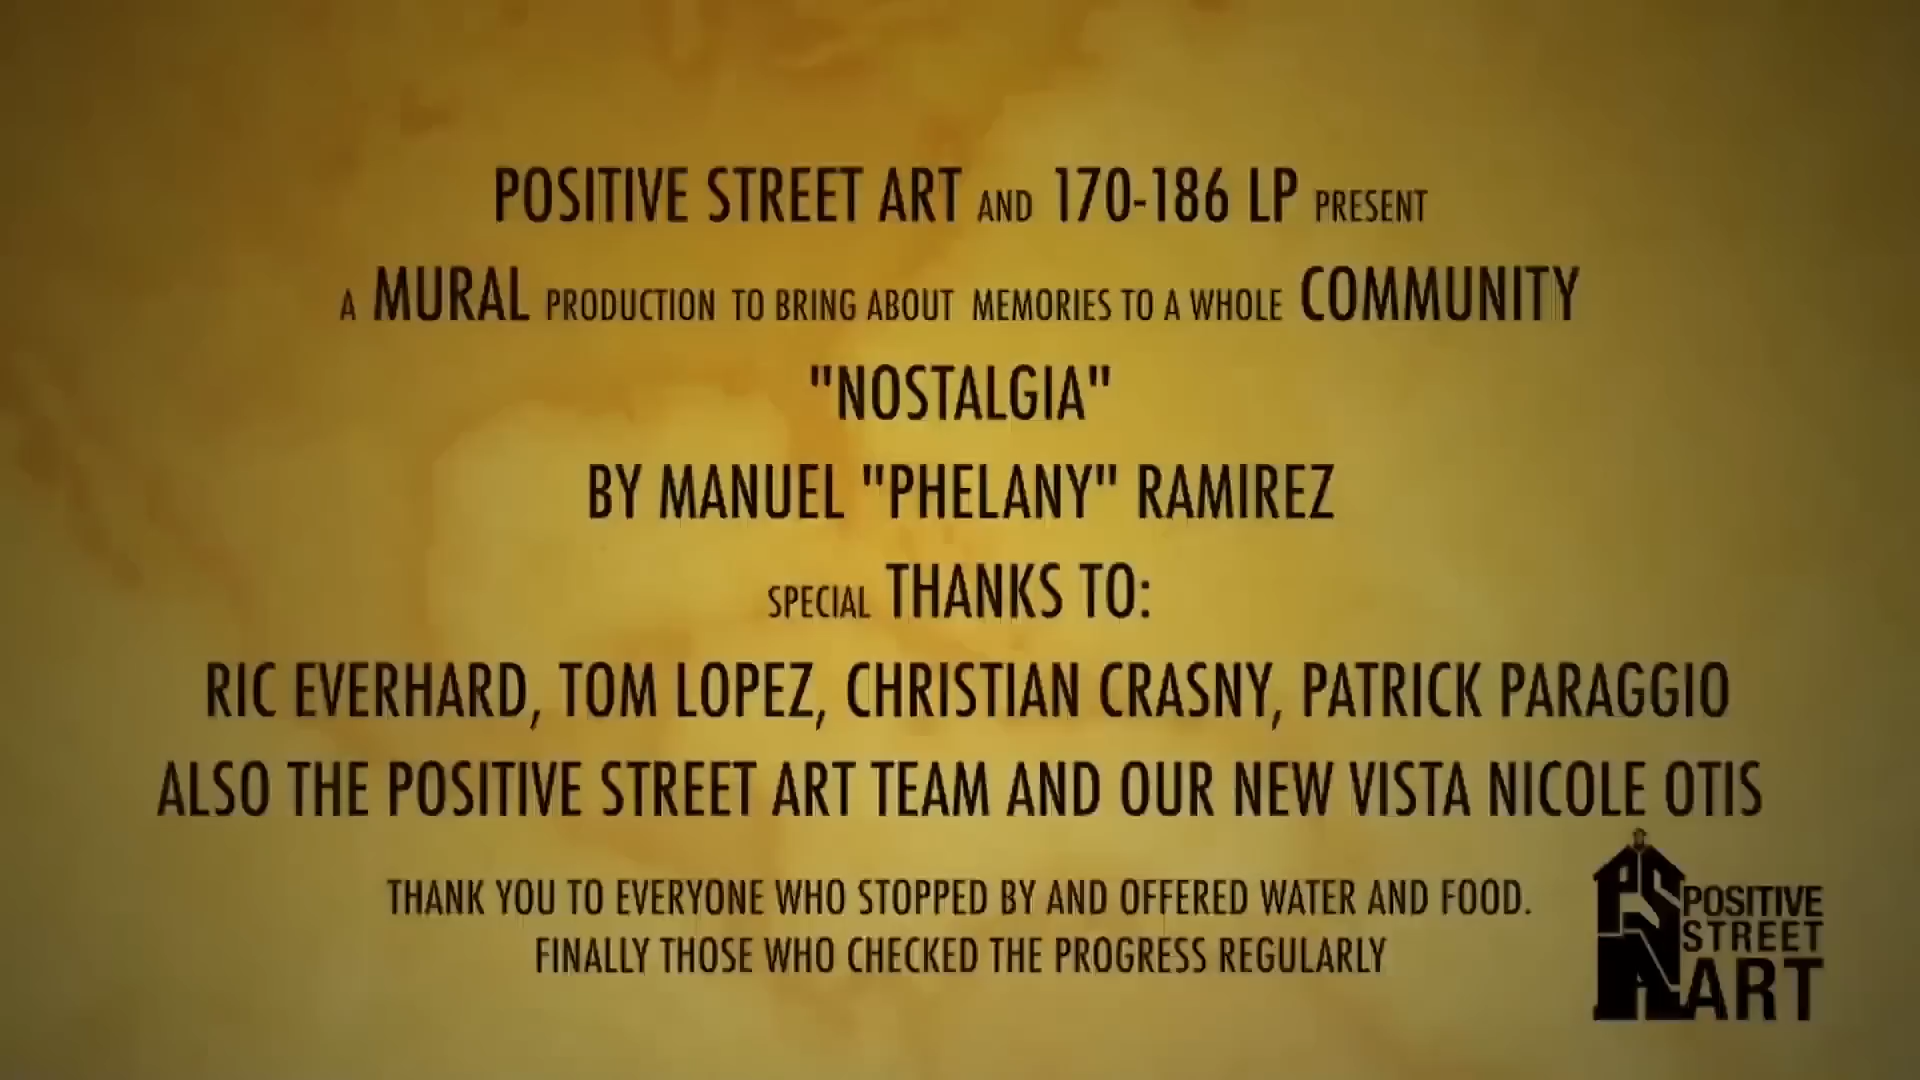 POSITIVE STREET ART AND 170-186 LP PRESENT
A MURAL PRODUCTION TO BRING ABOUT MEMORIES TO A WHOLE COMMUNITY
"NOSTALGIA"
BY MANUEL "PHELANY" RAMIREZ
SPECIAL THANKS TO:
RIC EVERHARD, TOM LOPEZ, CHRISTIAN CRASNY, PATRICK PARAGGIO
ALSO THE POSITIVE STREET ART TEAM AND OUR NEW VISTA NICOLE OTIS
THANK YOU TO EVERYONE WHO STOPPED BY AND OFFERED WATER AND FOOD.
FINALLY THOSE WHO CHECKED THE PROGRESS REGULARLY
PSA
POSITIVE
STREET
ART